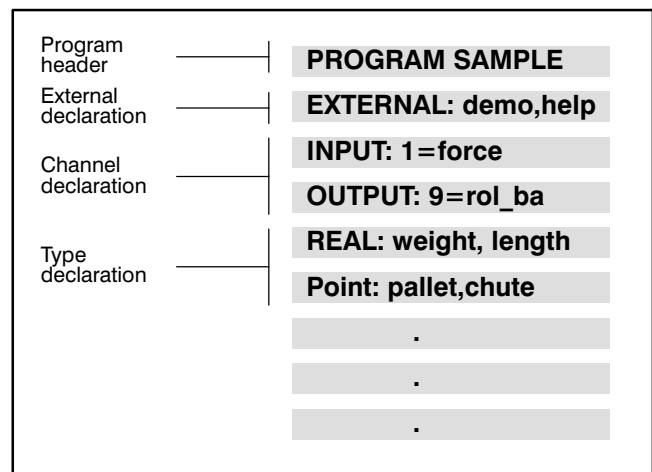 Program
header
PROGRAM SAMPLE
External
declaration
EXTERNAL: demo,help
Channel
declaration
INPUT: 1=force
OUTPUT: 9=rol_ba
Type
declaration
REAL: weight, length
Point: pallet,chute
.
.
.